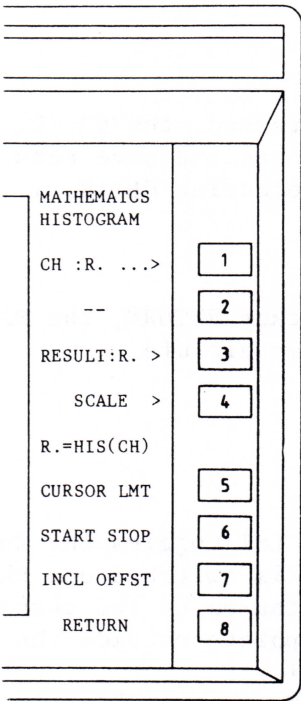 MATHEMATCS
HISTOGRAM
CH :R. ...> 1
-- 2
RESULT:R. > 3
SCALE > 4
R.=HIS(CH)
CURSOR LMT 5
START STOP 6
INCL OFFST 7
RETURN 8